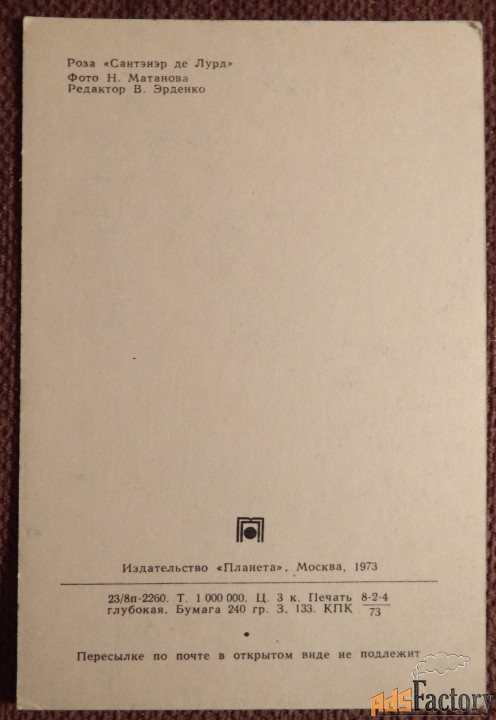 Роза «Сантэнэр де Лурд»
Фото Н. Матанова
Редактор В. Эрденко
Издательство «Планета». Москва, 1973
23/8п-2260. Т. 1 000 000. Ц. 3 к. Печать 8-2-4
глубокая. Бумага 240 гр. З. 133. КПК 73
Пересылке по почте в открытом виде не подлежит
AdsFactory